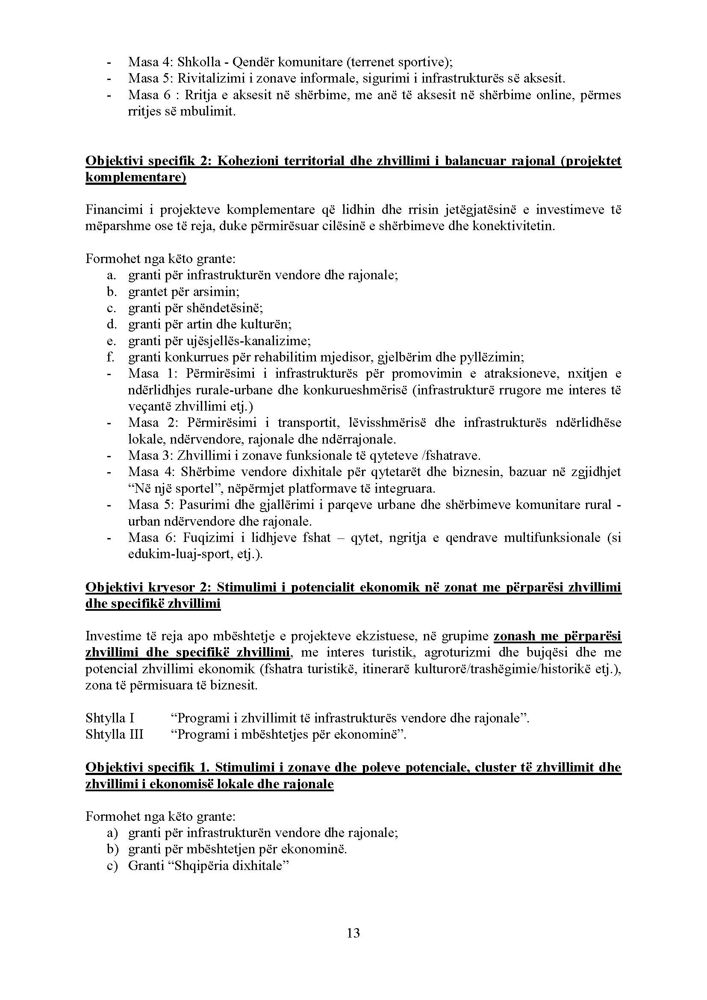 - Masa 4: Shkolla - Qendër komunitare (terrenet sportive);
- Masa 5: Rivitalizimi i zonave informale, sigurimi i infrastrukturës së aksesit.
- Masa 6 : Rritja e aksesit në shërbime, me anë të aksesit në shërbime online, përmes
rritjes së mbulimit.
Objektivi specifik 2: Kohezioni territorial dhe zhvillimi i balancuar rajonal (projektet
komplementare)
Financimi i projekteve komplementare që lidhin dhe rrisin jetëgjatësinë e investimeve të
mëparshme ose të reja, duke përmirësuar cilësinë e shërbimeve dhe konektivitetin.
Formohet nga këto grante:
a. granti për infrastrukturën vendore dhe rajonale;
b. grantet për arsimin;
c. granti për shëndetësinë;
d. granti për artin dhe kulturën;
e. granti për ujësjellës-kanalizime;
f. granti konkurrues për rehabilitim mjedisor, gjelbërim dhe pyllëzimin;
- Masa 1: Përmirësimi i infrastrukturës për promovimin e atraksioneve, nxitjen e
ndërlidhjes rurale-urbane dhe konkurueshmërisë (infrastrukturë rrugore me interes të
veçantë zhvillimi etj.)
- Masa 2: Përmirësimi i transportit, lëvisshmërisë dhe infrastrukturës ndërlidhëse
lokale, ndërvendore, rajonale dhe ndërrajonale.
- Masa 3: Zhvillimi i zonave funksionale të qyteteve /fshatrave.
- Masa 4: Shërbime vendore dixhitale për qytetarët dhe biznesin, bazuar në zgjidhjet
“Në një sportel”, nëpërmjet platformave të integruara.
- Masa 5: Pasurimi dhe gjallërimi i parqeve urbane dhe shërbimeve komunitare rural -
urban ndërvendore dhe rajonale.
- Masa 6: Fuqizimi i lidhjeve fshat – qytet, ngritja e qendrave multifunksionale (si
edukim-luaj-sport, etj.).
Objektivi kryesor 2: Stimulimi i potencialit ekonomik në zonat me përparësi zhvillimi
dhe specifikë zhvillimi
Investime të reja apo mbështetje e projekteve ekzistuese, në grupime zonash me përparësi
zhvillimi dhe specifikë zhvillimi, me interes turistik, agroturizmi dhe bujqësi dhe me
potencial zhvillimi ekonomik (fshatra turistikë, itinerarë kulturorë/trashëgimie/historikë etj.),
zona të përmisuara të biznesit.
Shtylla I “Programi i zhvillimit të infrastrukturës vendore dhe rajonale”.
Shtylla III “Programi i mbështetjes për ekonominë”.
Objektivi specifik 1. Stimulimi i zonave dhe poleve potenciale, cluster të zhvillimit dhe
zhvillimi i ekonomisë lokale dhe rajonale
Formohet nga këto grante:
a) granti për infrastrukturën vendore dhe rajonale;
b) granti për mbështetjen për ekonominë.
c) Granti “Shqipëria dixhitale”
13